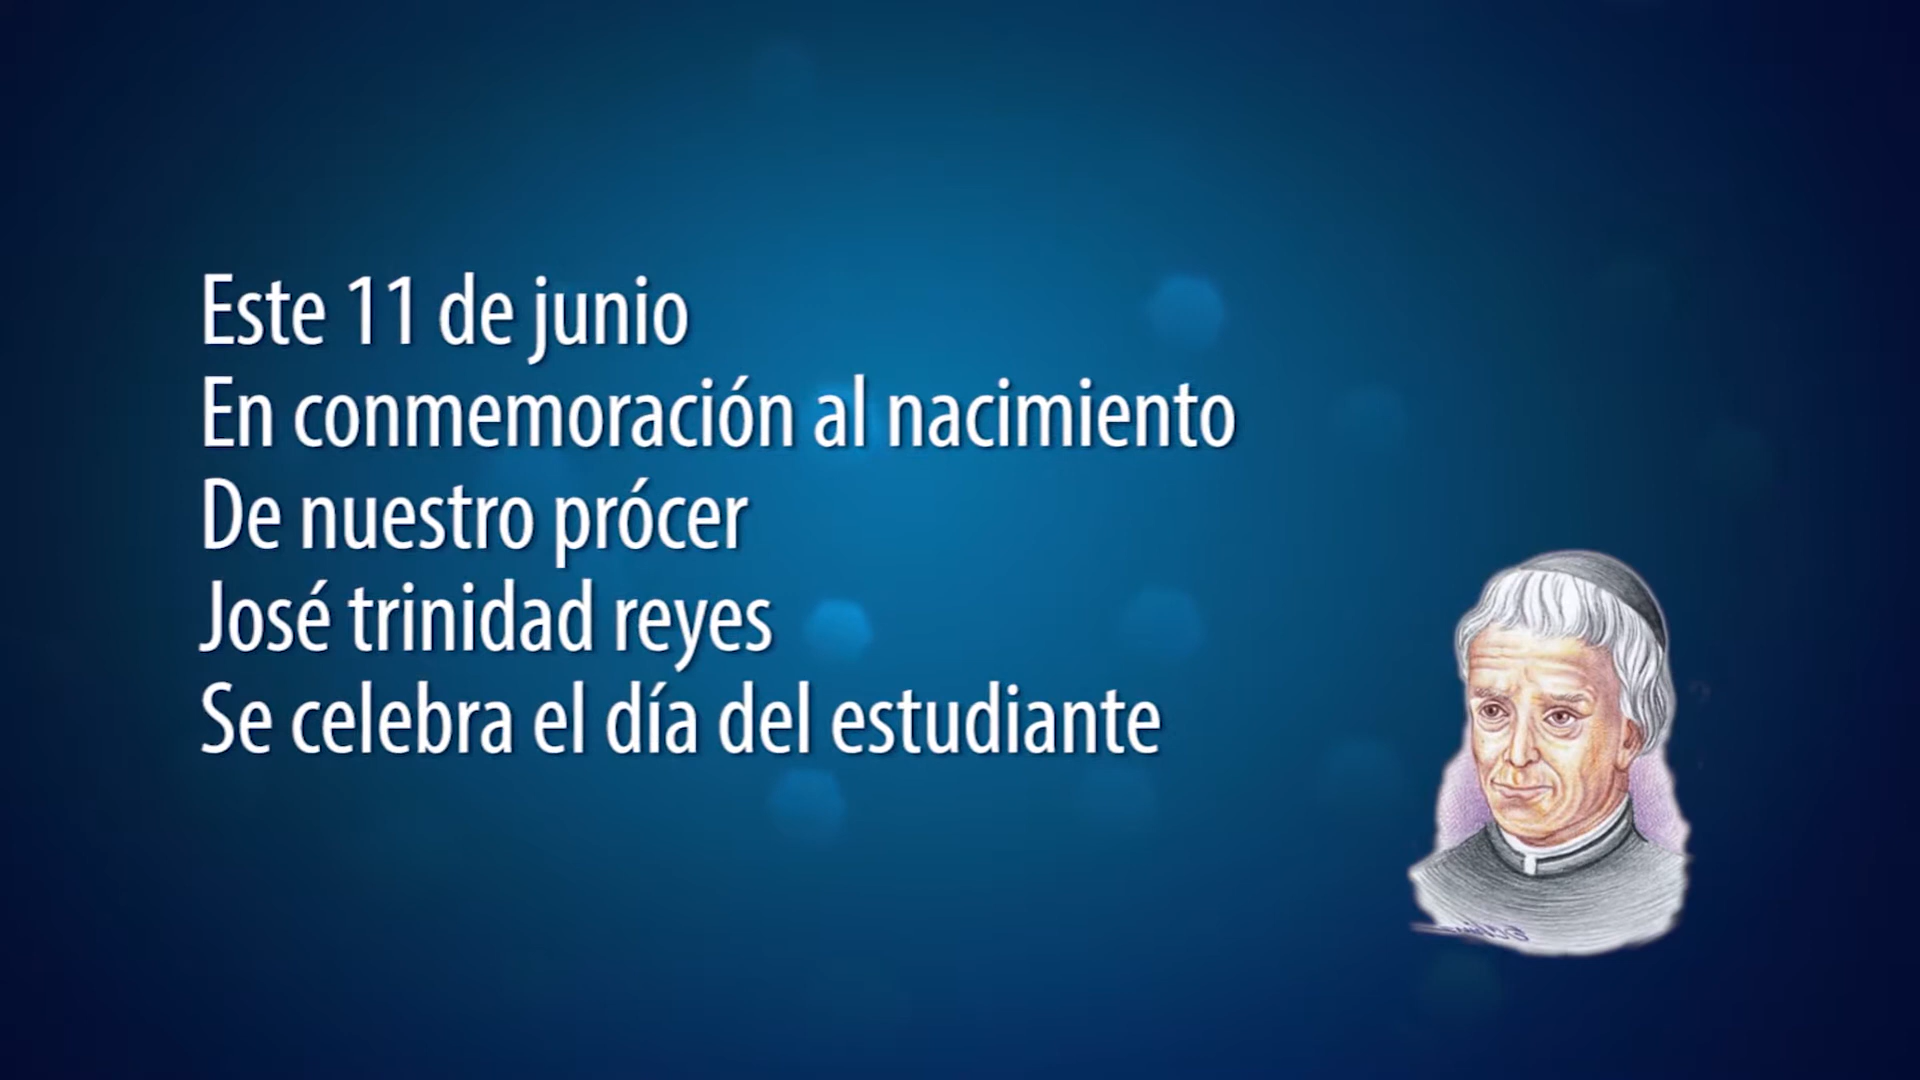 Este 11 de junio
En conmemoración al nacimiento
De nuestro prócer
José trinidad reyes
Se celebra el día del estudiante